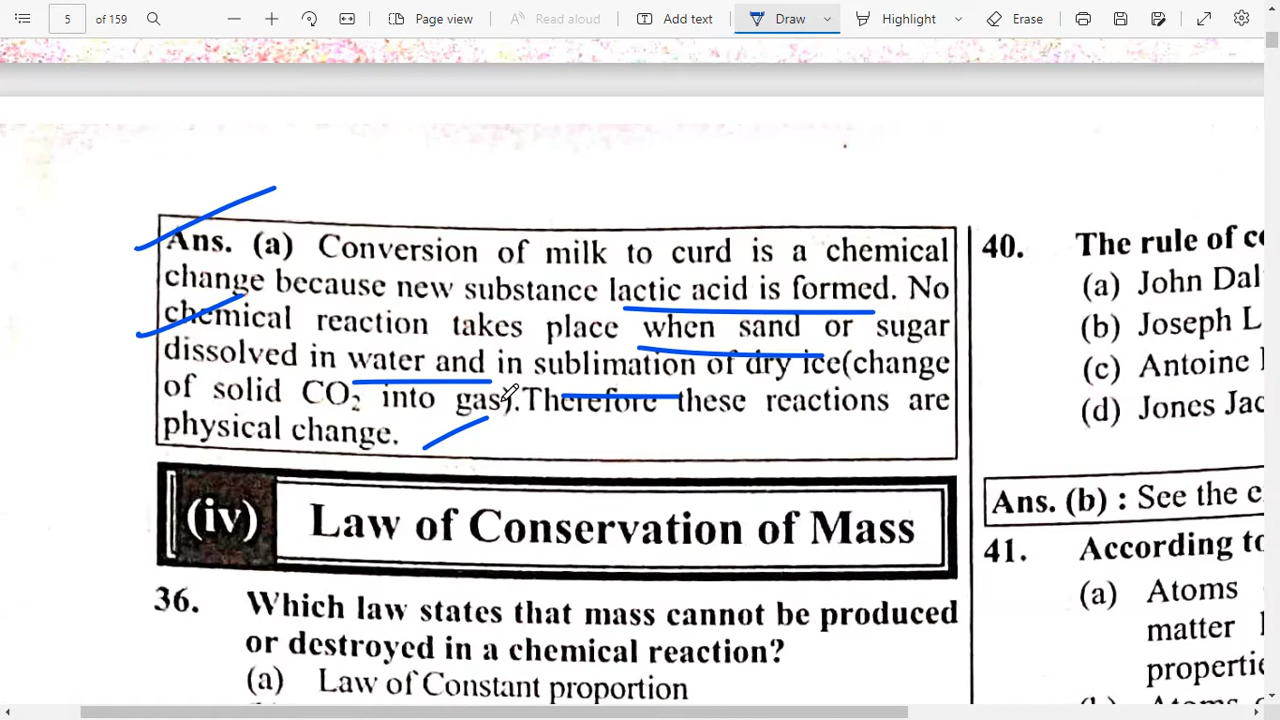 5 of 159
Page view
Read aloud
Add text
Draw
Highlight
Erase
Ans. (a) Conversion of milk to curd is a chemical
change because new substance lactic acid is formed. No
chemical reaction takes place when sand or sugar
dissolved in water and in sublimation of dry ice(change
of solid CO₂ into gas).Therefore these reactions are
physical change.
(iv) Law of Conservation of Mass
36. Which law states that mass cannot be produced
or destroyed in a chemical reaction?
(a) Law of Constant proportion
40. The rule of
(a) John Dal
(b) Joseph L
(c) Antoine
(d) Jones Jac
Ans. (b) : See the e
41. According to
(a) Atoms
matter
properti